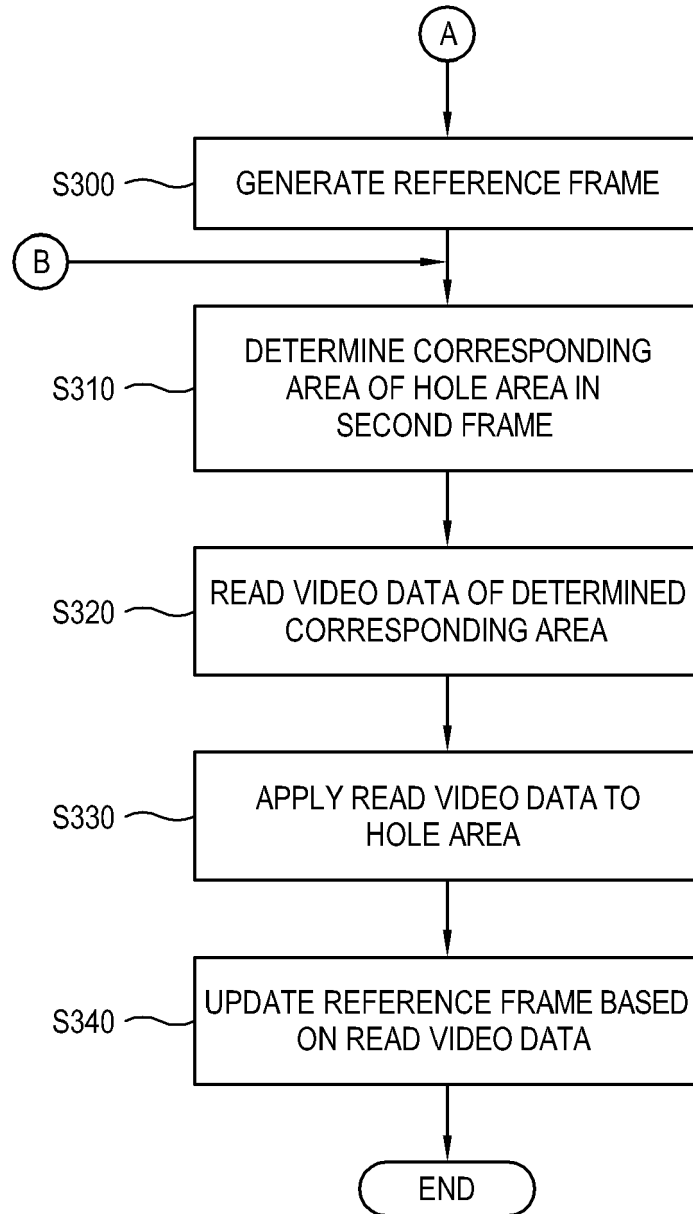 A
S300
GENERATE REFERENCE FRAME
B
S310
DETERMINE CORRESPONDING
AREA OF HOLE AREA IN
SECOND FRAME
S320
READ VIDEO DATA OF DETERMINED
CORRESPONDING AREA
S330
APPLY READ VIDEO DATA TO
HOLE AREA
S340
UPDATE REFERENCE FRAME BASED
ON READ VIDEO DATA
END